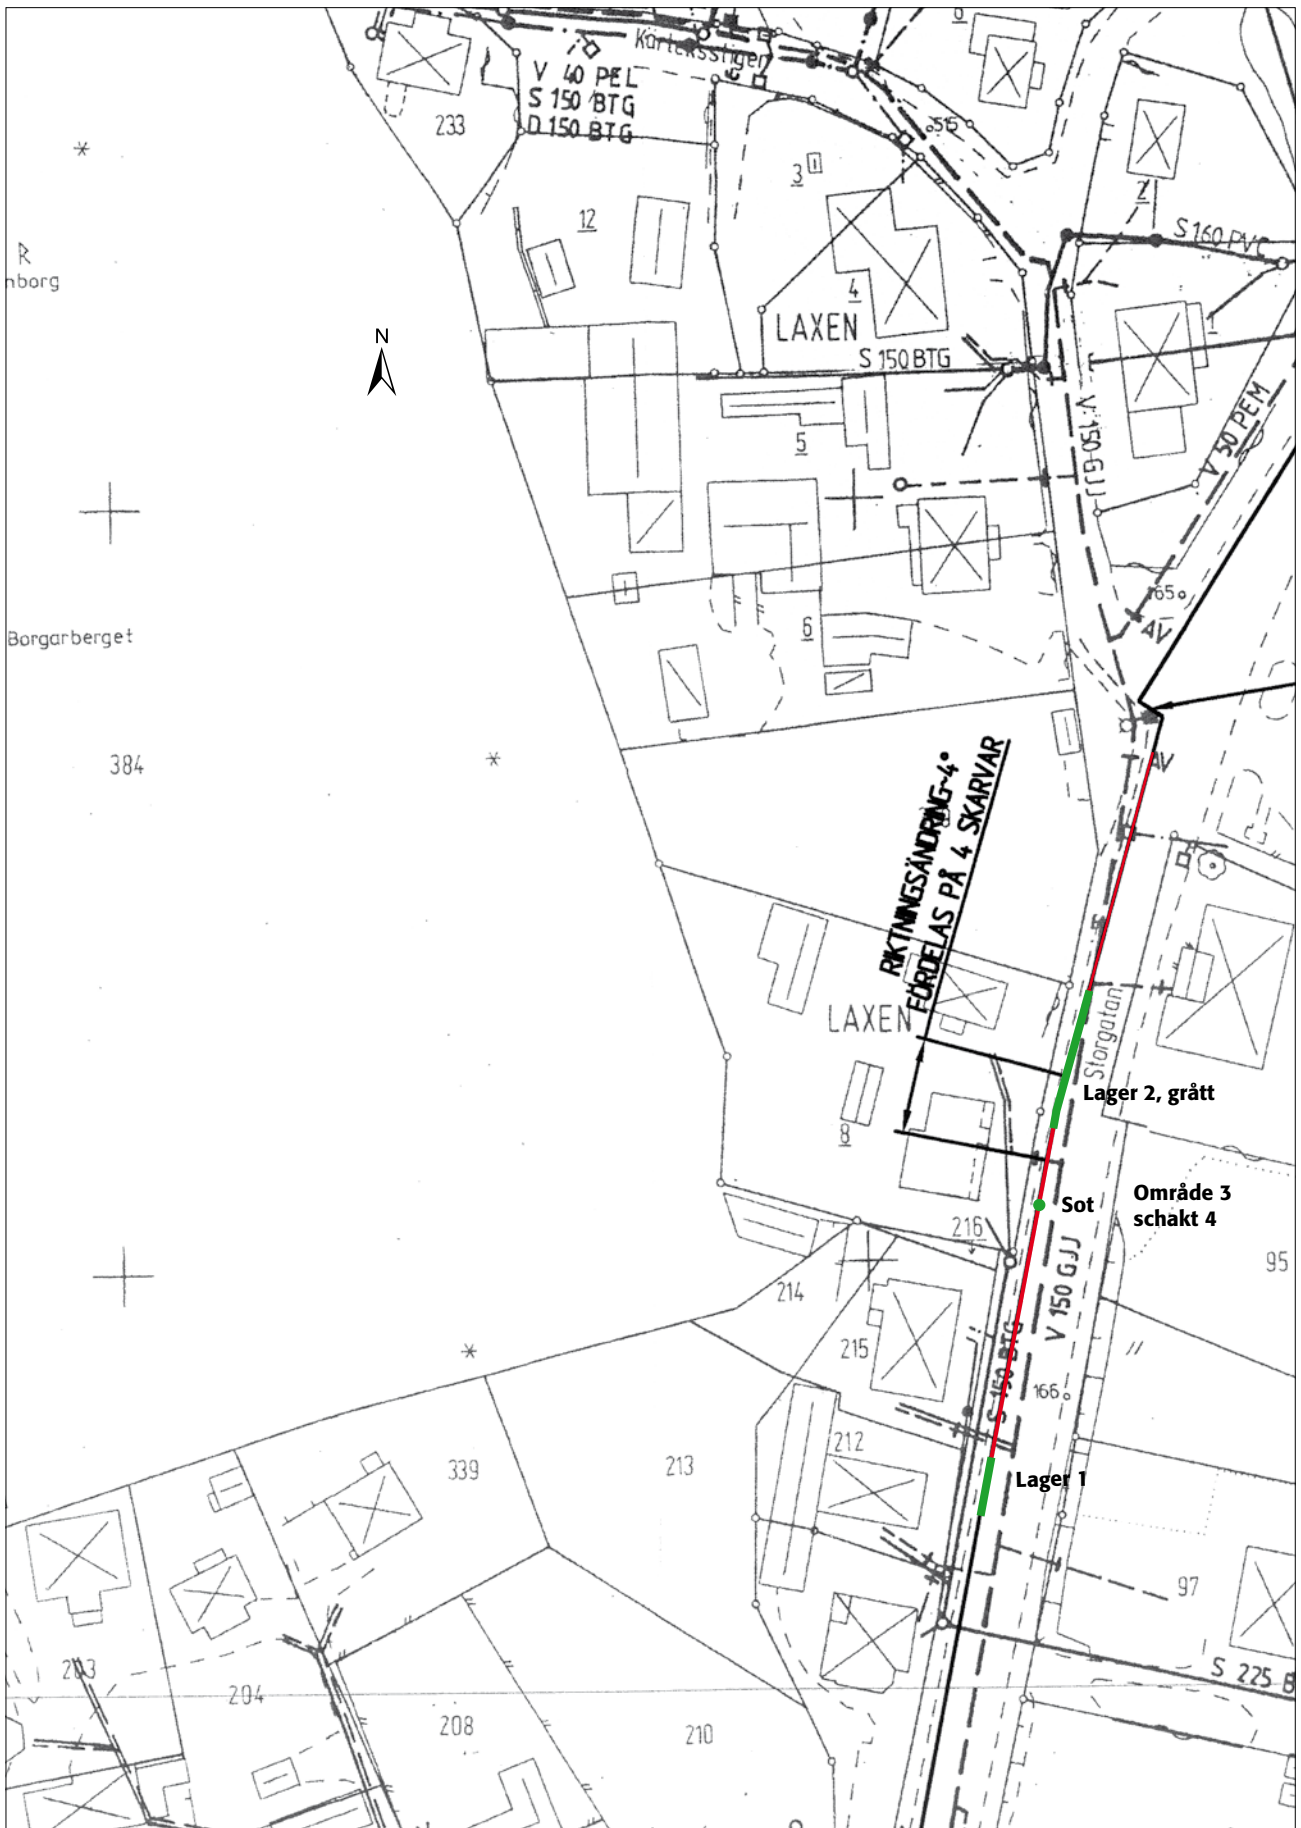 Kurteksstigen
V 40 PEL
S 150 BTG
D 150 BTG
233
515
6
3
2
12
S 160 PVC
R
nborg
4
LAXEN
1
N
S 150 BTG
V 150 GJJ
V 50 PEM
5
165
AV
6
Borgarberget
384
AV
RIKTNINGSÄNDRING~4°
FÖRDELAS PÅ 4 SKARVAR
LAXEN
Storgatan
Lager 2, grått
8
Område 3
schakt 4
Sot
216
95
V 150 GJJ
214
215
S 150 BTG
166
212
339
213
Lager 1
97
203
204
S 225 B
208
210